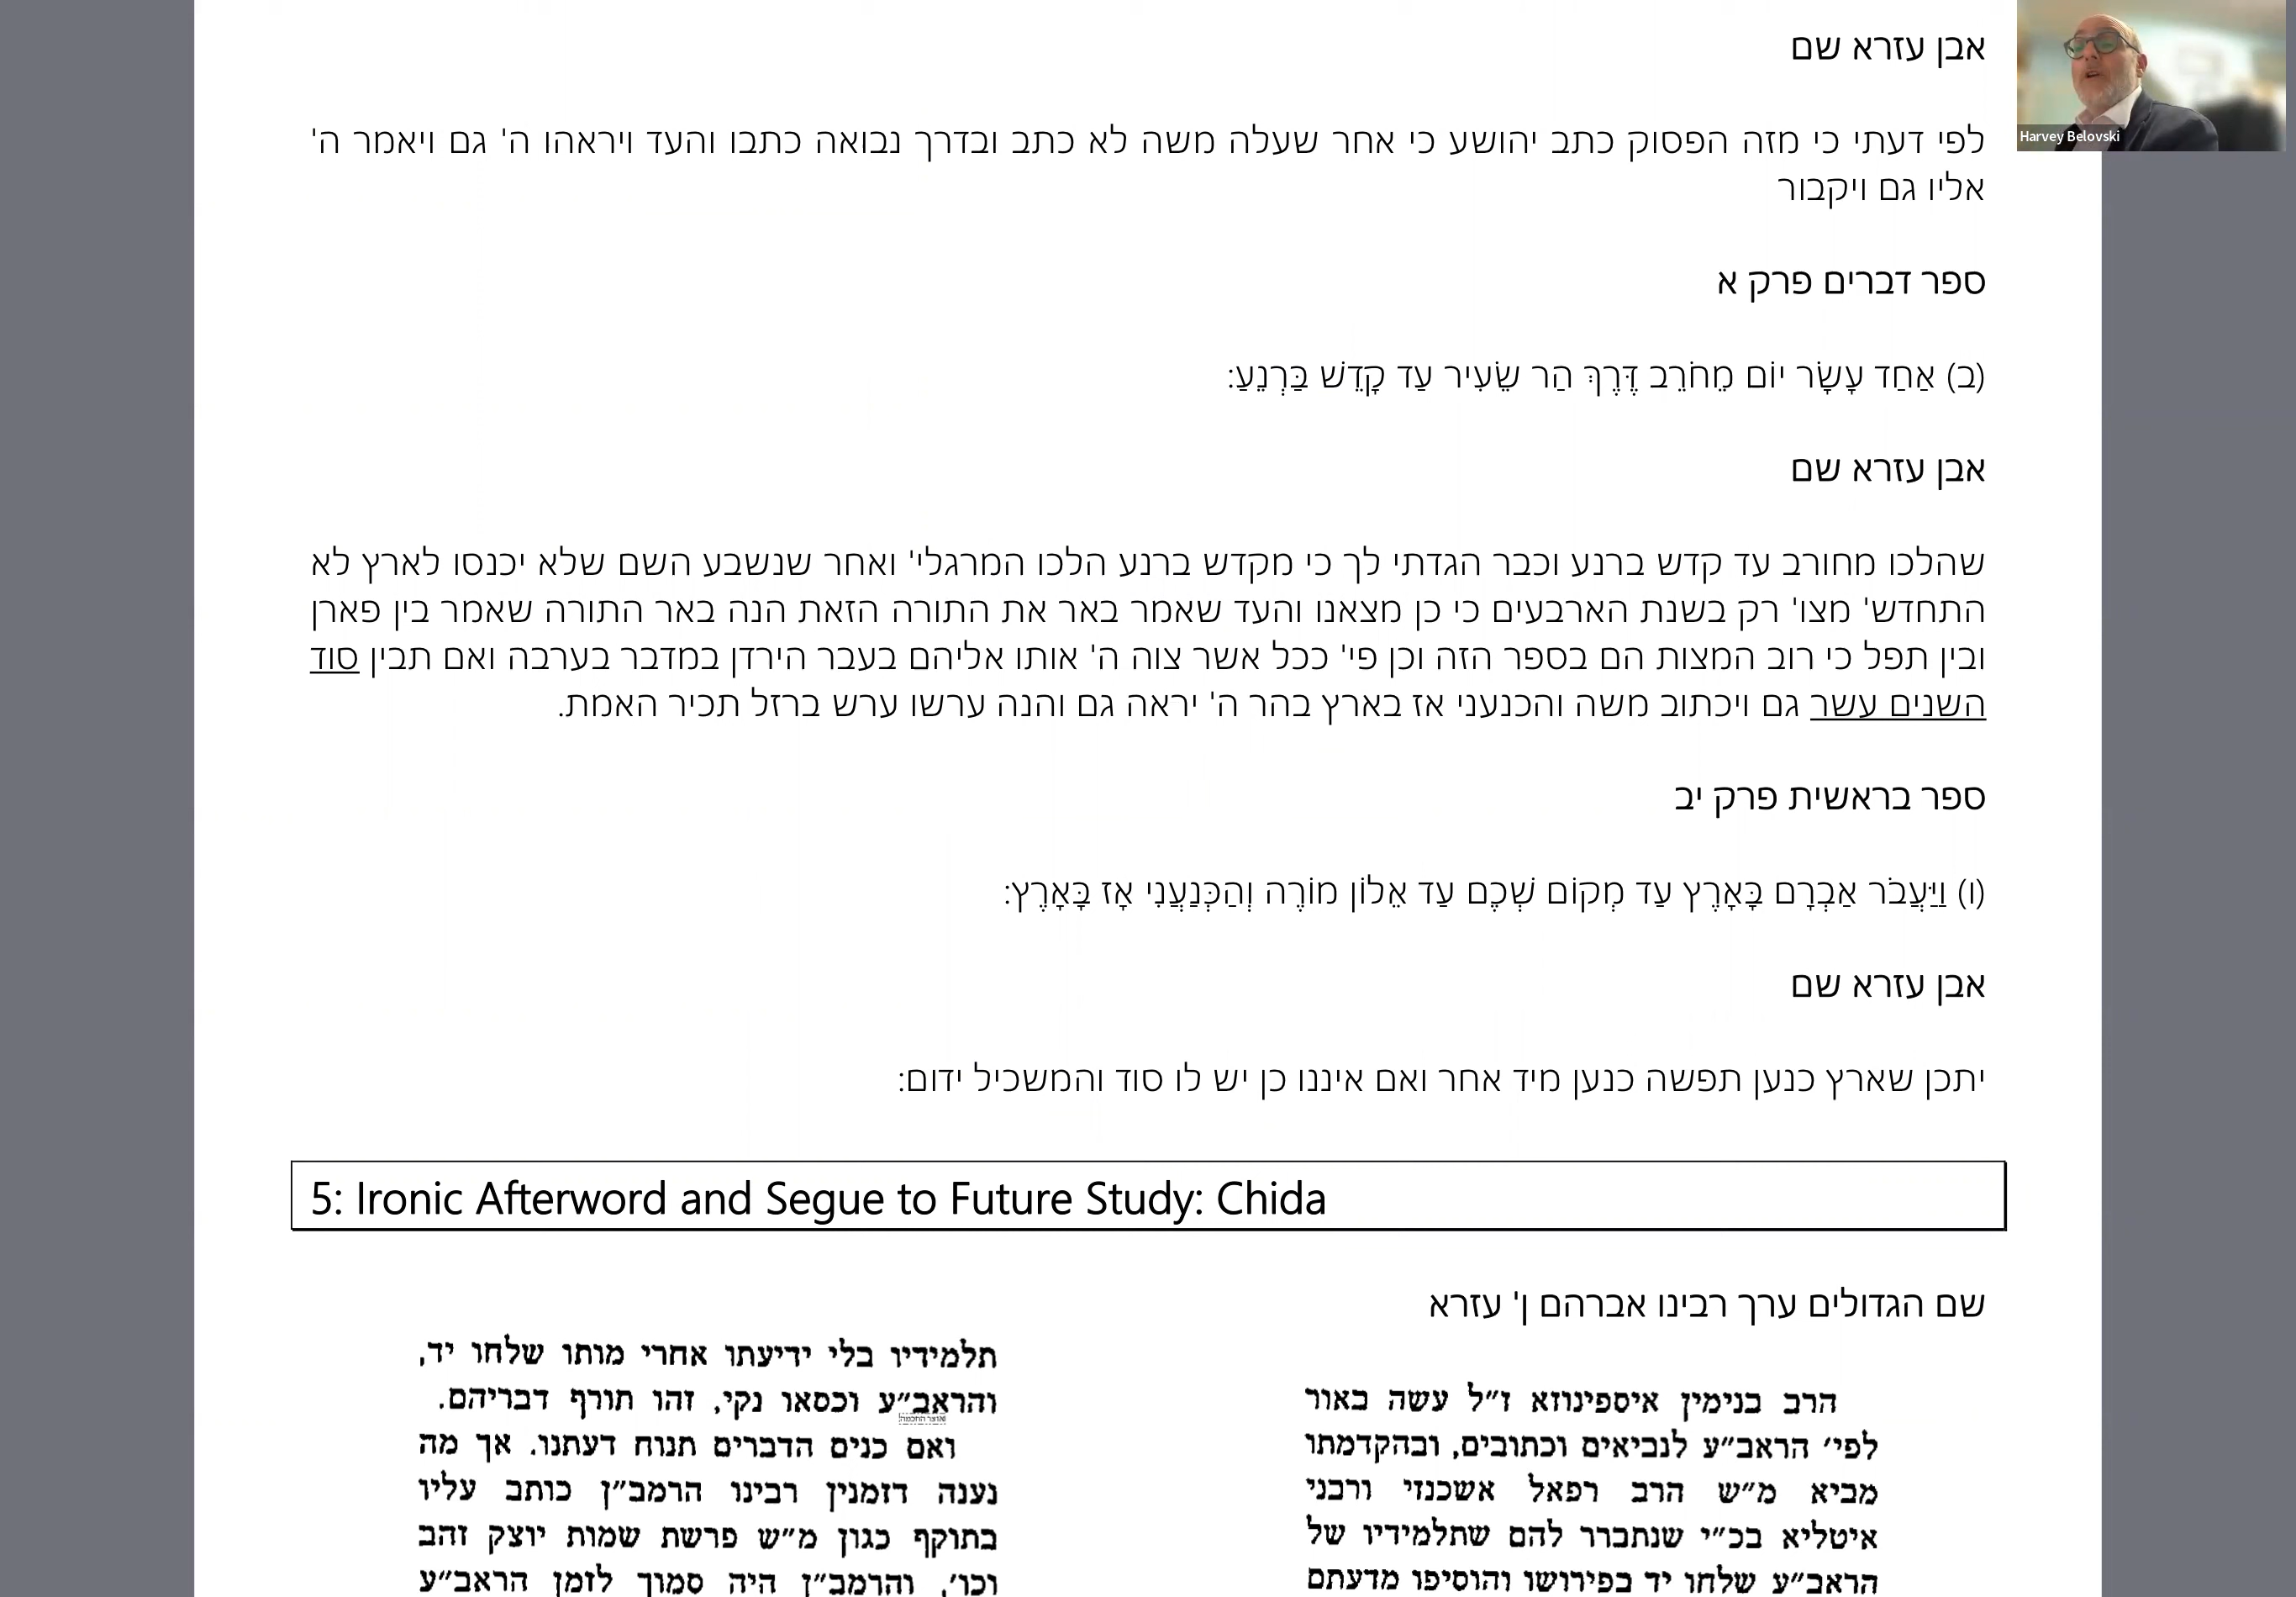 אבן עזרא שם
Harvey Belovski
לפי דעתי כי מזה הפסוק כתב יהושע כי אחר שעלה משה לא כתב ובדרך נבואה כתבו והעד ויראהו ה' גם ויאמר ה'
אליו גם ויקבור
ספר דברים פרק א
(ב) אַחַד עָשָׂר יוֹם מֵחֹרֵב דֶּרֶךְ הַר שֵׂעִיר עַד קָדֵשׁ בַּרְנֵעַ:
אבן עזרא שם
שהלכו מחורב עד קדש ברנע וכבר הגדתי לך כי מקדש ברנע הלכו המרגלי' ואחר שנשבע השם שלא יכנסו לארץ לא
התחדש' מצו' רק בשנת הארבעים כי כן מצאנו והעד שאמר באר את התורה הזאת הנה באר התורה שאמר בין פארן
ובין תפל כי רוב המצות הם בספר הזה וכן פי' ככל אשר צוה ה' אותו אליהם בעבר הירדן במדבר בערבה ואם תבין סוד
השנים עשר גם ויכתוב משה והכנעני אז בארץ בהר ה' יראה גם והנה ערשו ערש ברזל תכיר האמת.
ספר בראשית פרק יב
(ו) וַיַּעֲבֹר אַבְרָם בָּאָרֶץ עַד מְקוֹם שְׁכֶם עַד אֵלוֹן מוֹרֶה וְהַכְּנַעֲנִי אָז בָּאָרֶץ:
אבן עזרא שם
יתכן שארץ כנען תפשה כנען מיד אחר ואם איננו כן יש לו סוד והמשכיל ידום:
5: Ironic Afterword and Segue to Future Study: Chida
שם הגדולים ערך רבינו אברהם ן' עזרא
הרב בנימין איספינוזא ז״ל עשה באור
לפי׳ הראב״ע לנביאים וכתובים, ובהקדמתו
מביא מ״ש הרב רפאל אשכנזי ורבני
איטליא בכ״י שנתברר להם שתלמידיו של
הראב״ע שלחו יד בפירושו והוסיפו מדעתם
תלמידיו בלי ידיעתו אחרי מותו שלחו יד,
והראב״ע וכסאו נקי, זהו תורף דבריהם.
אוצר החכמה
ואם כנים הדברים תנוח דעתנו. אך מה
נענה דזמנין רבינו הרמב״ן כותב עליו
בתוקף כגון מ״ש פרשת שמות יוצק זהב
וכו׳, והרמב״ן היה סמוך לזמן הראב״ע